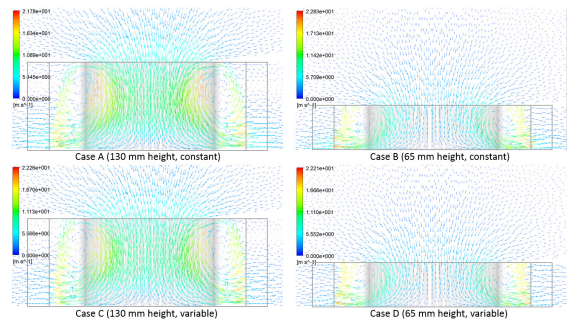 2.178e+001
1.634e+001
1.089e+001
5.445e+000
0.000e+000
[m s^-1]
Case A (130 mm height, constant)
2.283e+001
1.713e+001
1.142e+001
5.709e+000
0.000e+000
[m s^-1]
Case B (65 mm height, constant)
2.226e+001
1.670e+001
1.113e+001
5.566e+000
0.000e+000
[m s^-1]
Case C (130 mm height, variable)
2.221e+001
1.666e+001
1.110e+001
5.552e+000
0.000e+000
[m s^-1]
Case D (65 mm height, variable)